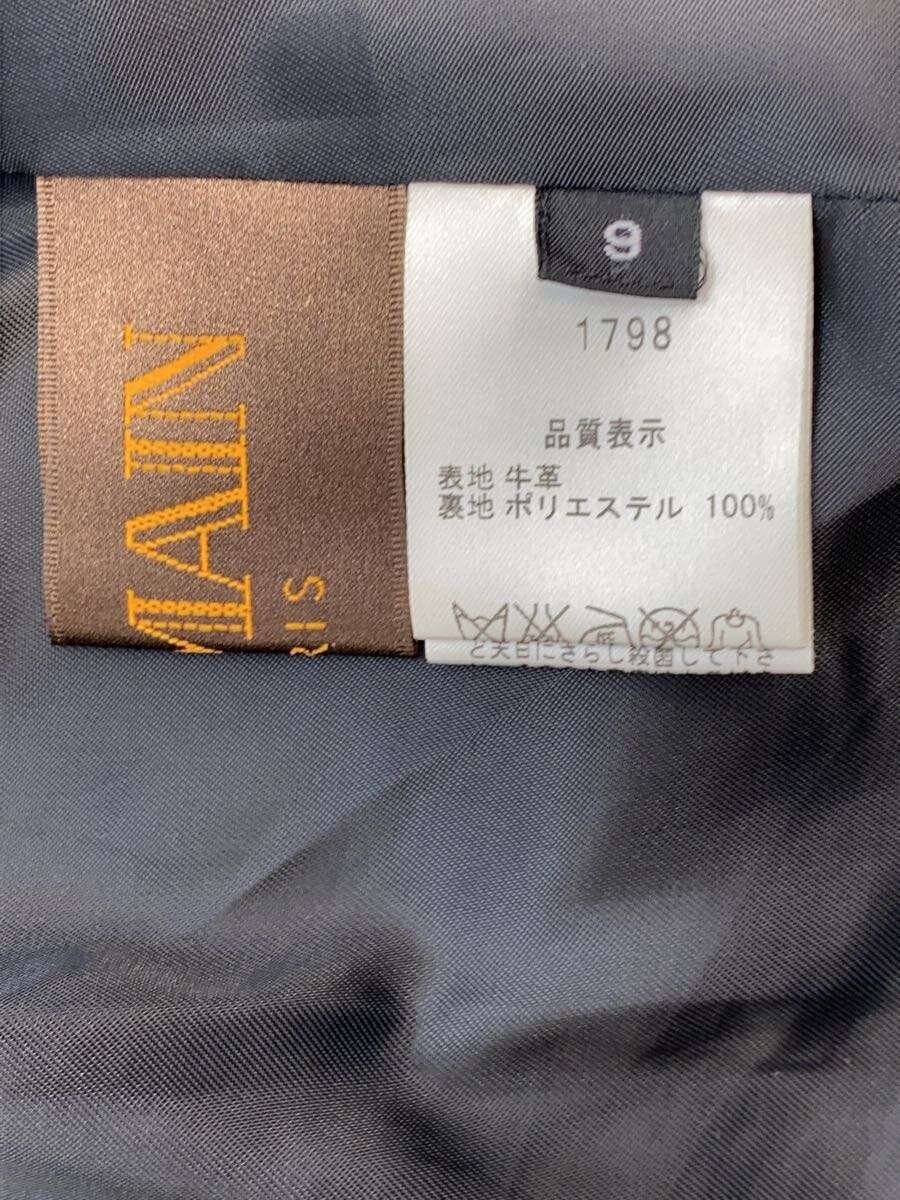 MAIN
RIS
9
1798
品質表示
表地 牛革
裏地 ポリエステル 100%
ど天日にさらし殺菌して下さ